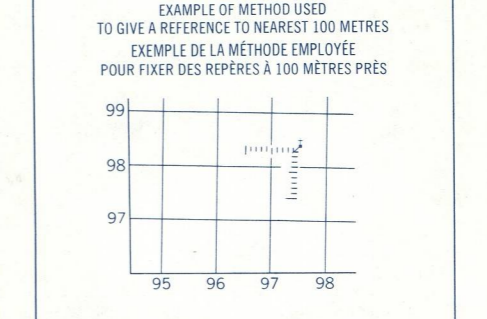 EXAMPLE OF METHOD USED
TO GIVE A REFERENCE TO NEAREST 100 METRES
EXEMPLE DE LA MÉTHODE EMPLOYÉE
POUR FIXER DES REPÈRES À 100 MÈTRES PRÈS
99
98
97
95 96 97 98